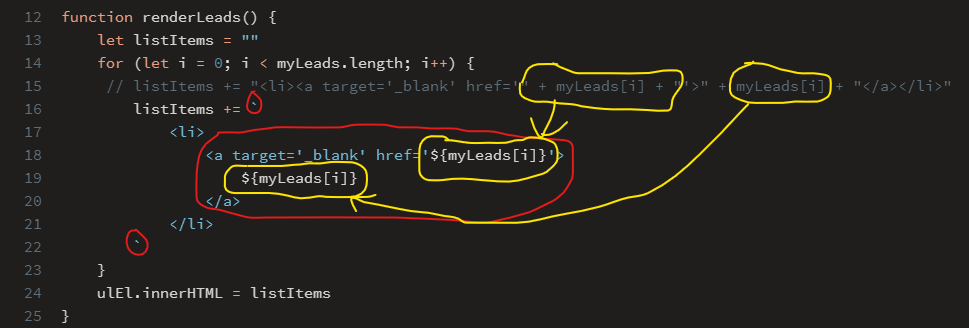 12 function renderLeads() {
13     let listItems = ""
14     for (let i = 0; i < myLeads.length; i++) {
15      // listItems += "<li><a target='_blank' href='" + myLeads[i] + "'>" + myLeads[i] + "</a></li>"
16         listItems += `
17             <li>
18                 <a target='_blank' href='${myLeads[i]}'>
19                     ${myLeads[i]}
20                 </a>
21             </li>
22         `
23     }
24     ulEl.innerHTML = listItems
25 }